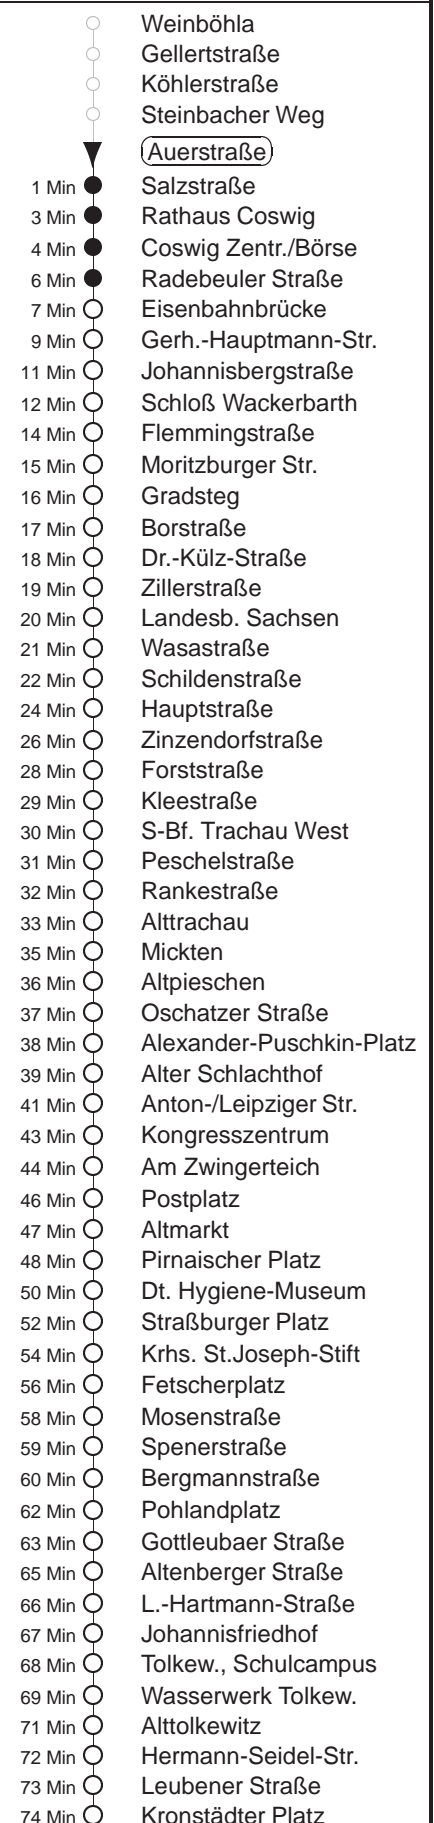 Weinböhla
Gellertstraße
Köhlerstraße
Steinbacher Weg
Auerstraße
1 Min Salzstraße
3 Min Rathaus Coswig
4 Min Coswig Zentr./Börse
6 Min Radebeuler Straße
7 Min Eisenbahnbrücke
9 Min Gerh.-Hauptmann-Str.
11 Min Johannisbergstraße
12 Min Schloß Wackerbarth
14 Min Flemmingstraße
15 Min Moritzburger Str.
16 Min Gradsteg
17 Min Borstraße
18 Min Dr.-Külz-Straße
19 Min Zillerstraße
20 Min Landesb. Sachsen
21 Min Wasastraße
22 Min Schildenstraße
24 Min Hauptstraße
26 Min Zinzendorfstraße
28 Min Forststraße
29 Min Kleestraße
30 Min S-Bf. Trachau West
31 Min Peschelstraße
32 Min Rankestraße
33 Min Alttrachau
35 Min Mickten
36 Min Altpieschen
37 Min Oschatzer Straße
38 Min Alexander-Puschkin-Platz
39 Min Alter Schlachthof
41 Min Anton-/Leipziger Str.
43 Min Kongresszentrum
44 Min Am Zwingerteich
46 Min Postplatz
47 Min Altmarkt
48 Min Pirnaischer Platz
50 Min Dt. Hygiene-Museum
52 Min Straßburger Platz
54 Min Krhs. St.Joseph-Stift
56 Min Fetscherplatz
58 Min Mosenstraße
59 Min Spenerstraße
60 Min Bergmannstraße
62 Min Pohlandplatz
63 Min Gottleubaer Straße
65 Min Altenberger Straße
66 Min L.-Hartmann-Straße
67 Min Johannisfriedhof
68 Min Tolkew., Schulcampus
69 Min Wasserwerk Tolkew.
71 Min Alttolkewitz
72 Min Hermann-Seidel-Str.
73 Min Leubener Straße
74 Min Kronstädter Platz